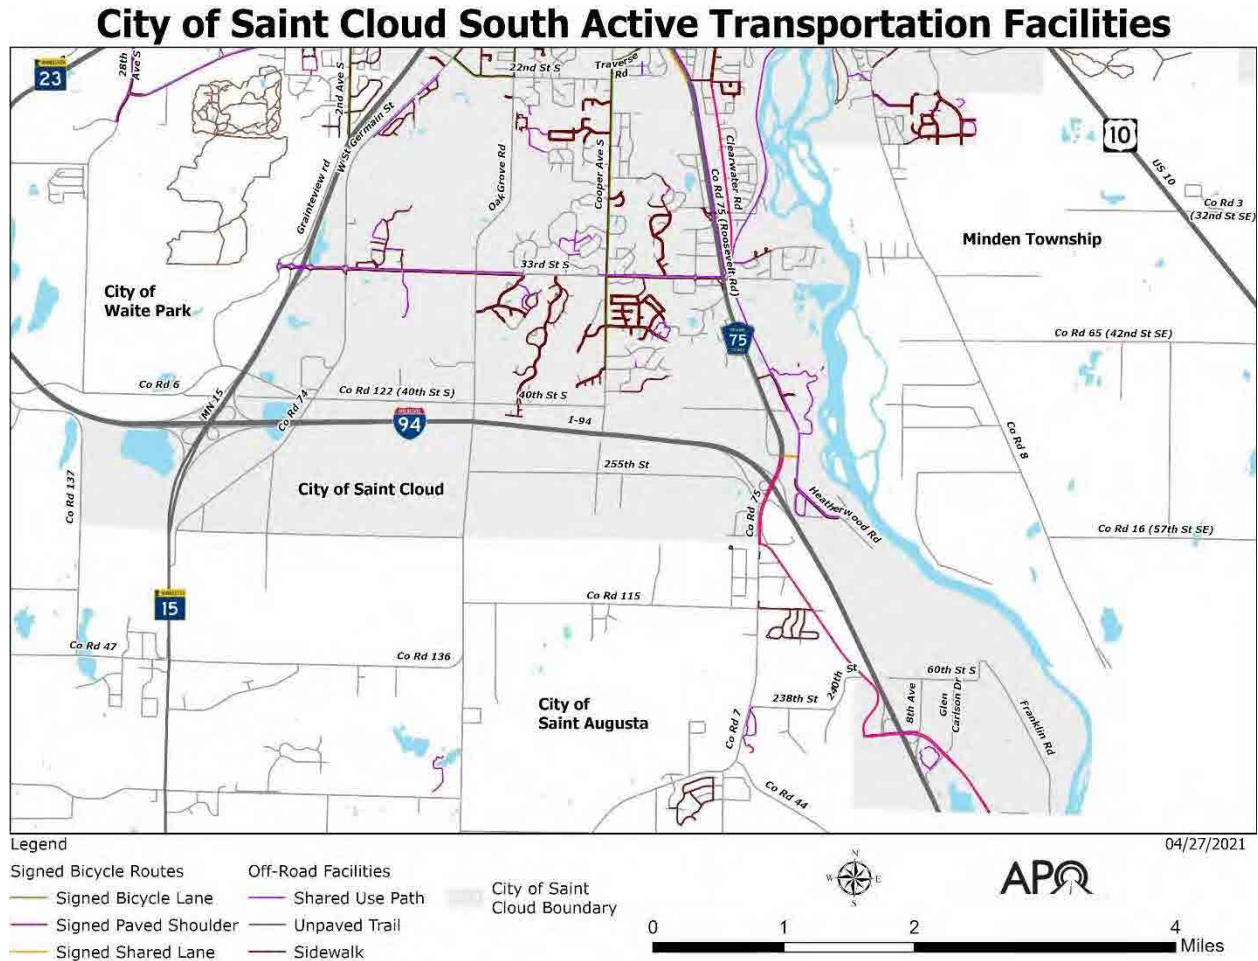 City of Saint Cloud South Active Transportation Facilities
MINNESOTA
23
28th
Ave S
2nd Ave S
W St Germain St
22nd St S
Traverse
Rd
Cooper Ave S
Oak Grove Rd
Grainteview rd
Clearwater Rd
Co Rd 75 (Roosevelt Rd)
10
US 10
Co Rd 3
(32nd St SE)
Minden Township
33rd St S
City of
Waite Park
75
Co Rd 65 (42nd St SE)
Co Rd 6
MN 15
Co Rd 74
Co Rd 122 (40th St S)
40th St S
94
I-94
Co Rd 8
Co Rd 137
City of Saint Cloud
255th St
Co Rd 75
Heatherwood Rd
Co Rd 16 (57th St SE)
15
Co Rd 115
Co Rd 47
Co Rd 136
City of
Saint Augusta
238th St
240th St
60th St S
8th Ave
Glen
Carlson Dr
Franklin Rd
Co Rd 7
Co Rd 44
Legend
04/27/2021
Signed Bicycle Routes
Signed Bicycle Lane
Signed Paved Shoulder
Signed Shared Lane
Off-Road Facilities
Shared Use Path
Unpaved Trail
Sidewalk
City of Saint
Cloud Boundary
N
W E
S
APO
0 1 2 4
Miles